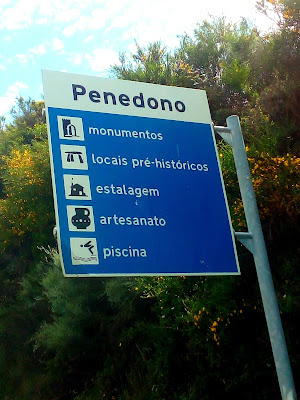 Penedono
monumentos
locais pré-históricos
estalagem
artesanato
piscina